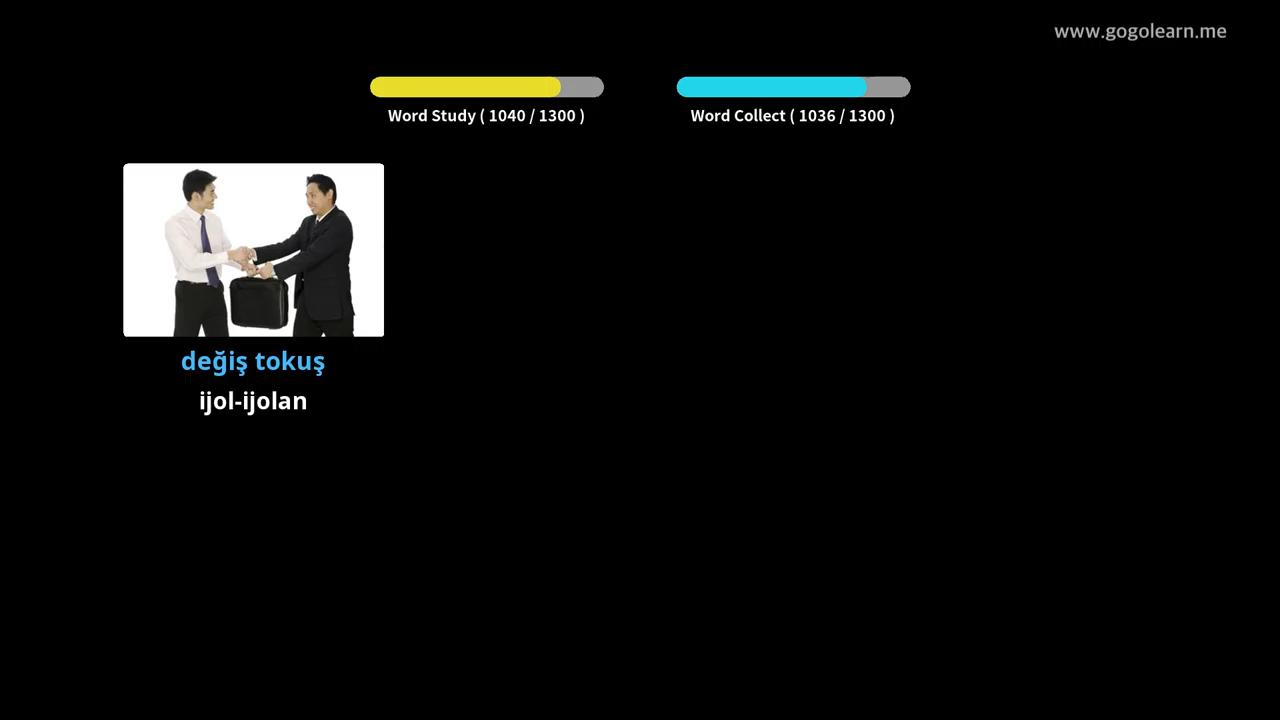 www.gogolearn.me
Word Study ( 1040 / 1300 )
Word Collect ( 1036 / 1300 )
değiş tokuş
ijol-ijolan